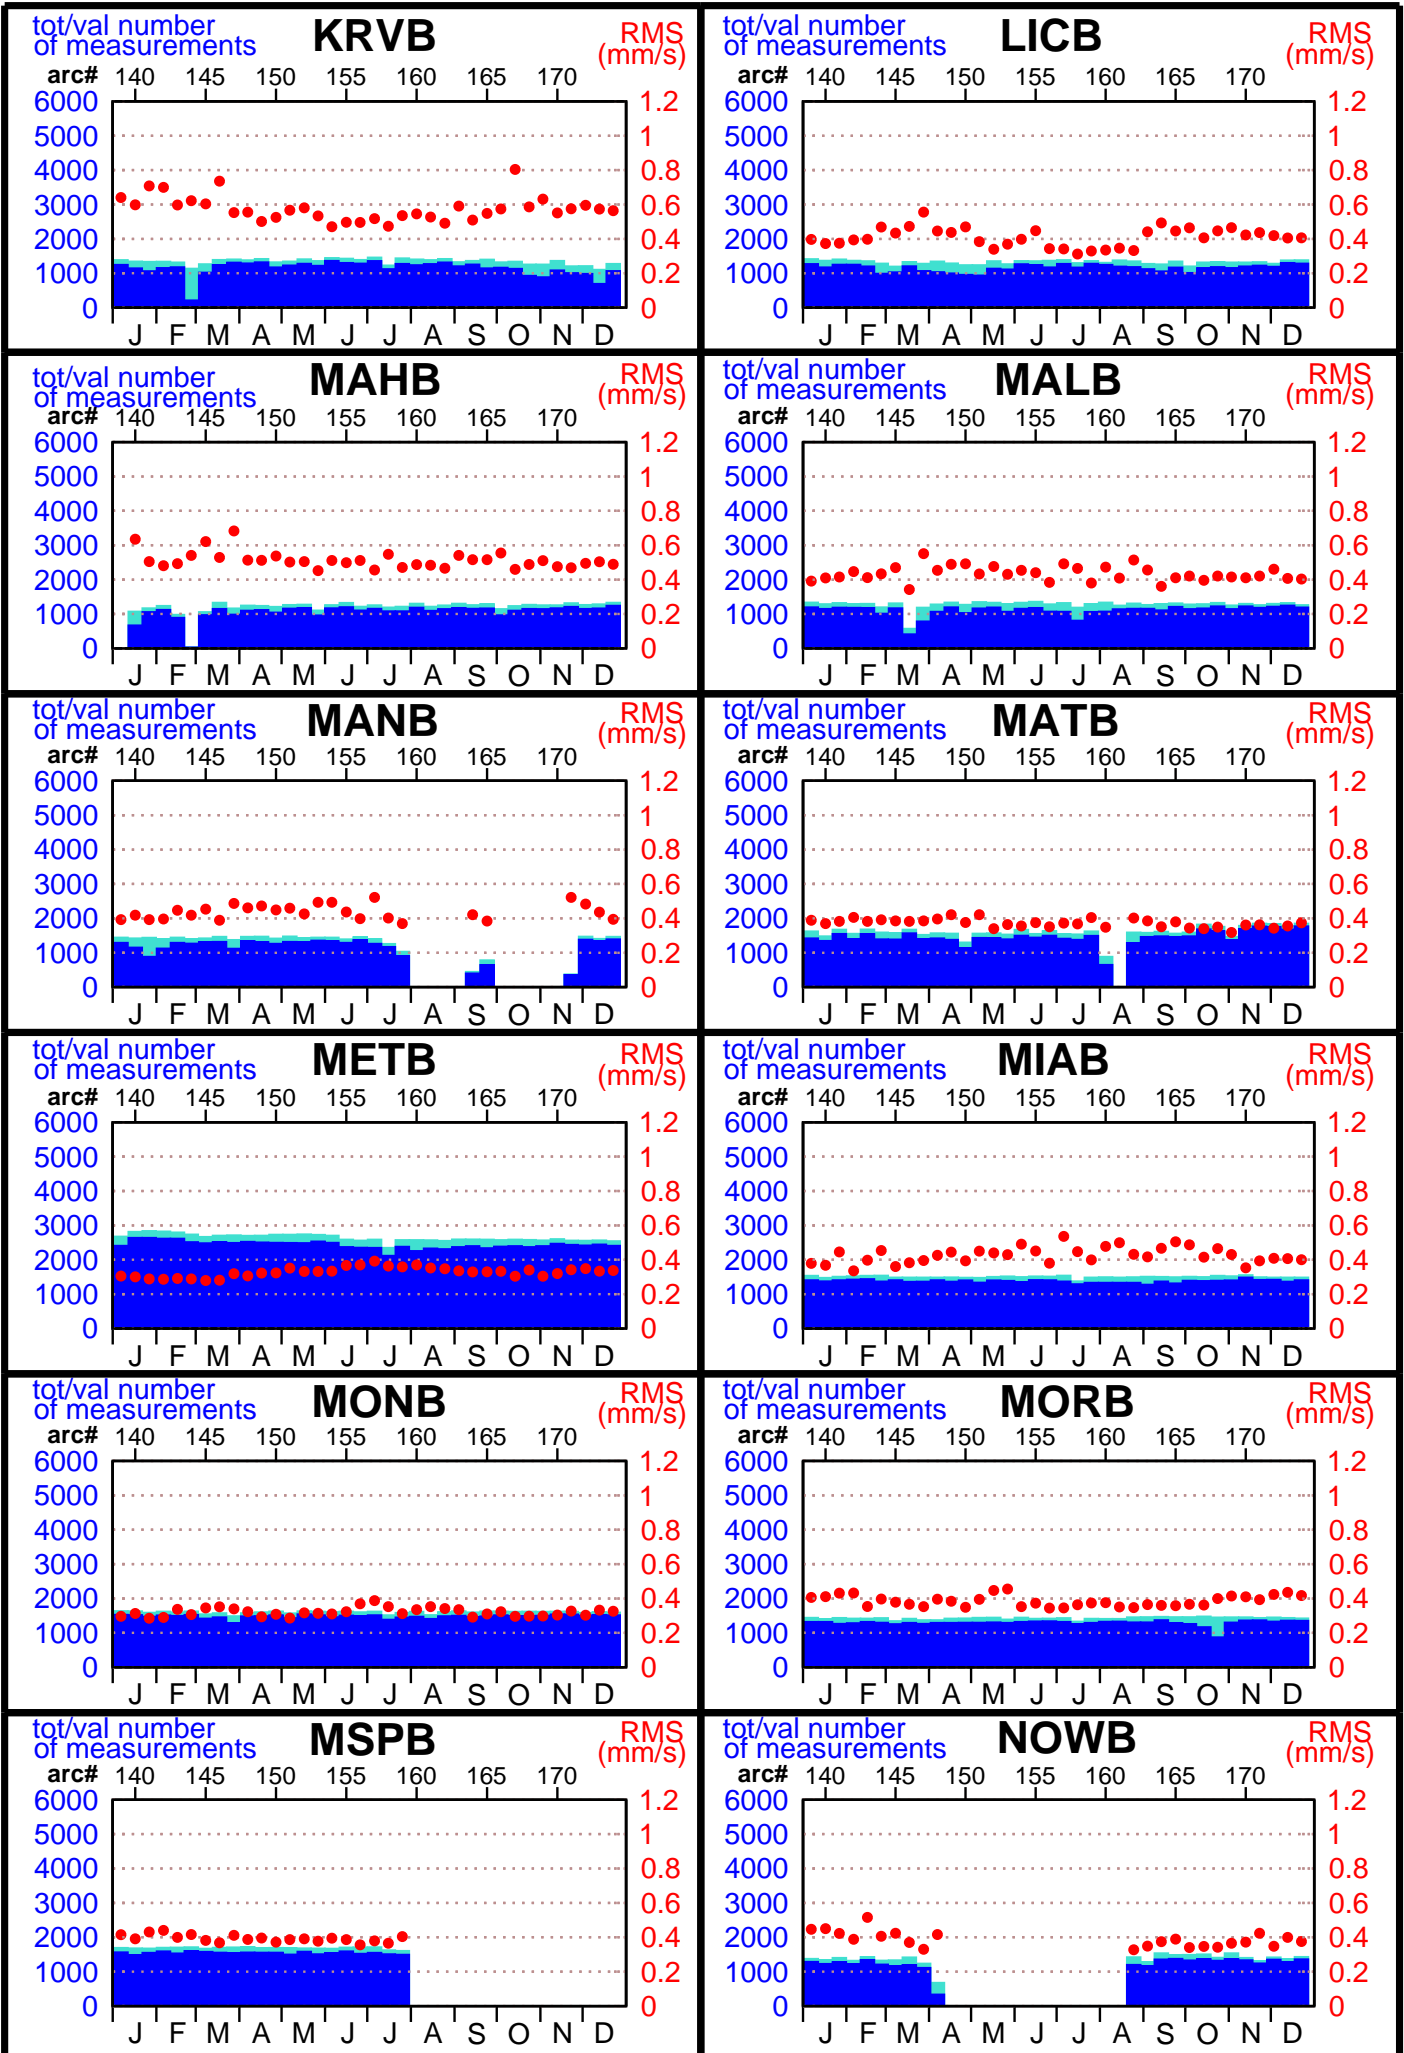 tot/val number
of measurements
KRVB
RMS
(mm/s)
arc# 140 145 150 155 160 165 170
6000 1.2
5000 1
4000 0.8
3000 0.6
2000 0.4
1000 0.2
0 0
J F M A M J J A S O N D
tot/val number
of measurements
LICB
RMS
(mm/s)
arc# 140 145 150 155 160 165 170
6000 1.2
5000 1
4000 0.8
3000 0.6
2000 0.4
1000 0.2
0 0
J F M A M J J A S O N D
tot/val number
of measurements
MAHB
RMS
(mm/s)
arc# 140 145 150 155 160 165 170
6000 1.2
5000 1
4000 0.8
3000 0.6
2000 0.4
1000 0.2
0 0
J F M A M J J A S O N D
tot/val number
of measurements
MALB
RMS
(mm/s)
arc# 140 145 150 155 160 165 170
6000 1.2
5000 1
4000 0.8
3000 0.6
2000 0.4
1000 0.2
0 0
J F M A M J J A S O N D
tot/val number
of measurements
MANB
RMS
(mm/s)
arc# 140 145 150 155 160 165 170
6000 1.2
5000 1
4000 0.8
3000 0.6
2000 0.4
1000 0.2
0 0
J F M A M J J A S O N D
tot/val number
of measurements
MATB
RMS
(mm/s)
arc# 140 145 150 155 160 165 170
6000 1.2
5000 1
4000 0.8
3000 0.6
2000 0.4
1000 0.2
0 0
J F M A M J J A S O N D
tot/val number
of measurements
METB
RMS
(mm/s)
arc# 140 145 150 155 160 165 170
6000 1.2
5000 1
4000 0.8
3000 0.6
2000 0.4
1000 0.2
0 0
J F M A M J J A S O N D
tot/val number
of measurements
MIAB
RMS
(mm/s)
arc# 140 145 150 155 160 165 170
6000 1.2
5000 1
4000 0.8
3000 0.6
2000 0.4
1000 0.2
0 0
J F M A M J J A S O N D
tot/val number
of measurements
MONB
RMS
(mm/s)
arc# 140 145 150 155 160 165 170
6000 1.2
5000 1
4000 0.8
3000 0.6
2000 0.4
1000 0.2
0 0
J F M A M J J A S O N D
tot/val number
of measurements
MORB
RMS
(mm/s)
arc# 140 145 150 155 160 165 170
6000 1.2
5000 1
4000 0.8
3000 0.6
2000 0.4
1000 0.2
0 0
J F M A M J J A S O N D
tot/val number
of measurements
MSPB
RMS
(mm/s)
arc# 140 145 150 155 160 165 170
6000 1.2
5000 1
4000 0.8
3000 0.6
2000 0.4
1000 0.2
0 0
J F M A M J J A S O N D
tot/val number
of measurements
NOWB
RMS
(mm/s)
arc# 140 145 150 155 160 165 170
6000 1.2
5000 1
4000 0.8
3000 0.6
2000 0.4
1000 0.2
0 0
J F M A M J J A S O N D